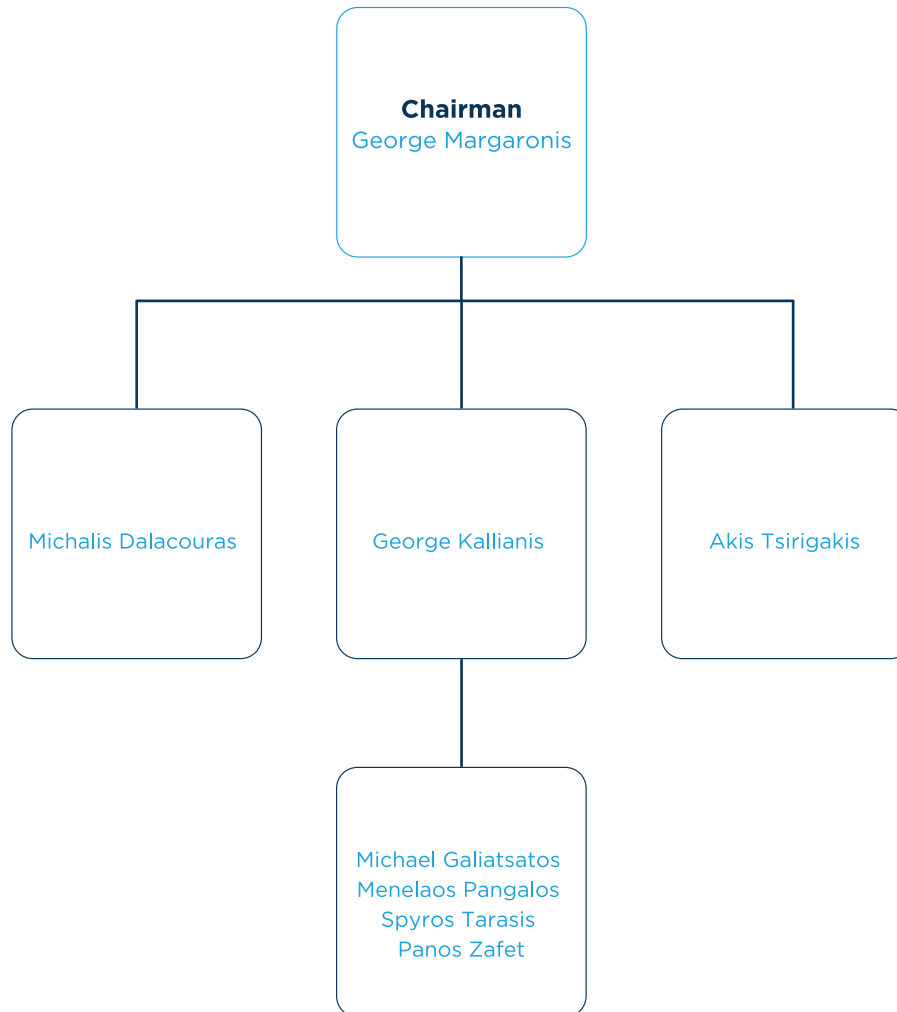 Chairman
George Margaronis
Michalis Dalacouras
George Kallianis
Akis Tsirigakis
Michael Galiatsatos
Menelaos Pangalos
Spyros Tarasis
Panos Zafet